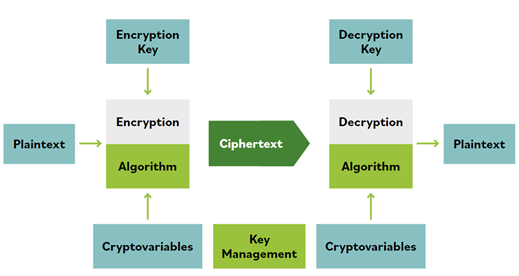 Encryption
Key
Decryption
Key
Plaintext
Encryption
Algorithm
Ciphertext
Decryption
Algorithm
Plaintext
Cryptovariables
Key
Management
Cryptovariables